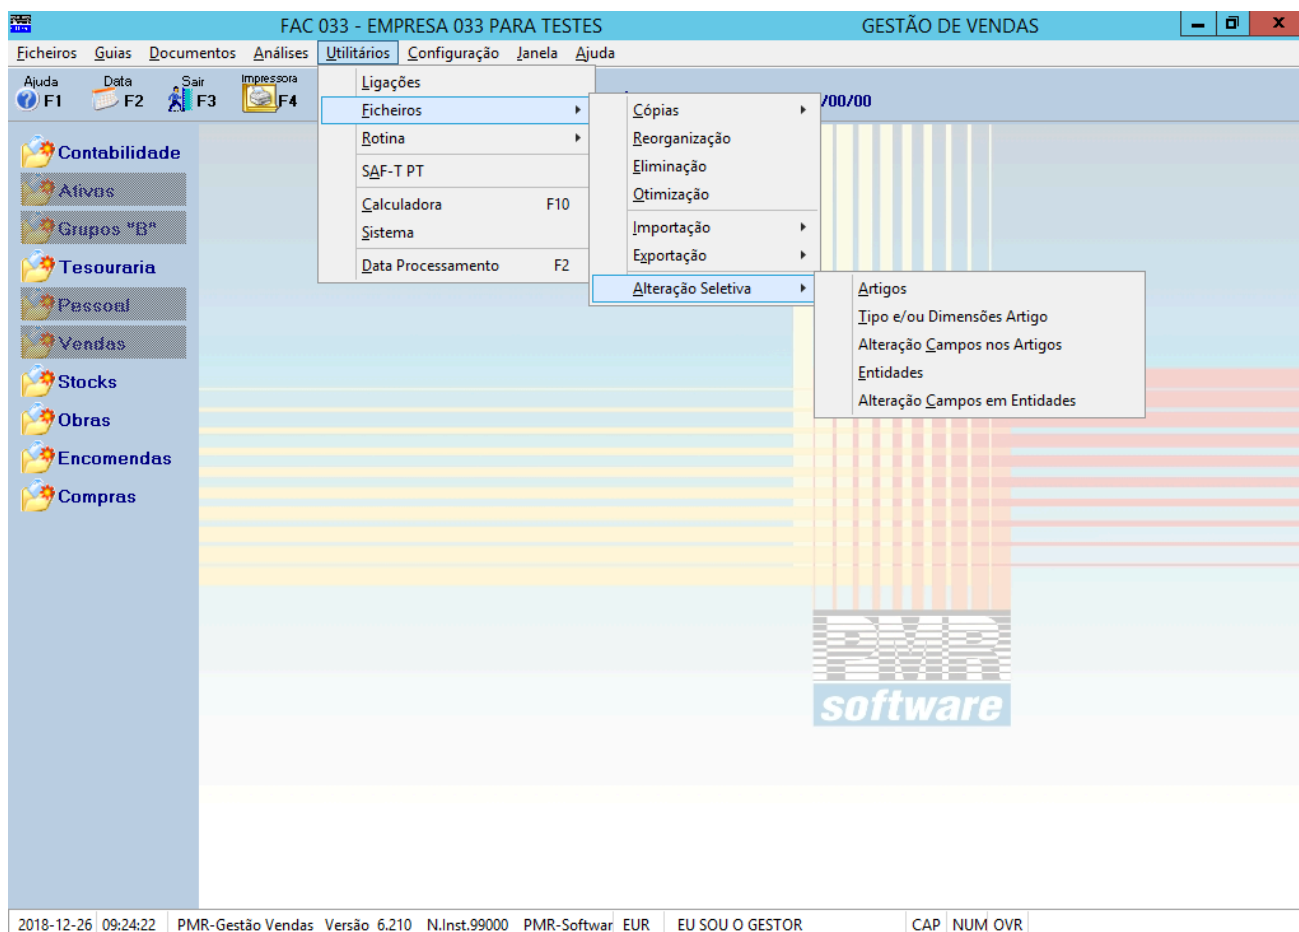 FAC 033 - EMPRESA 033 PARA TESTES GESTÃO DE VENDAS
Ficheiros Guias Documentos Análises Utilitários Configuração Janela Ajuda
Ajuda F1 Data F2 Sair F3 Impressora F4
/00/00
Contabilidade
Ativos
Grupos "B"
Tesouraria
Pessoal
Vendas
Stocks
Obras
Encomendas
Compras
Ligações
Ficheiros
Rotina
SAF-T PT
Calculadora F10
Sistema
Data Processamento F2
Cópias
Reorganização
Eliminação
Otimização
Importação
Exportação
Alteração Seletiva
Artigos
Tipo e/ou Dimensões Artigo
Alteração Campos nos Artigos
Entidades
Alteração Campos em Entidades
PMR
software
2018-12-26 09:24:22 PMR-Gestão Vendas Versão 6.210 N.Inst.99000 PMR-Softwar EUR EU SOU O GESTOR CAP NUM OVR